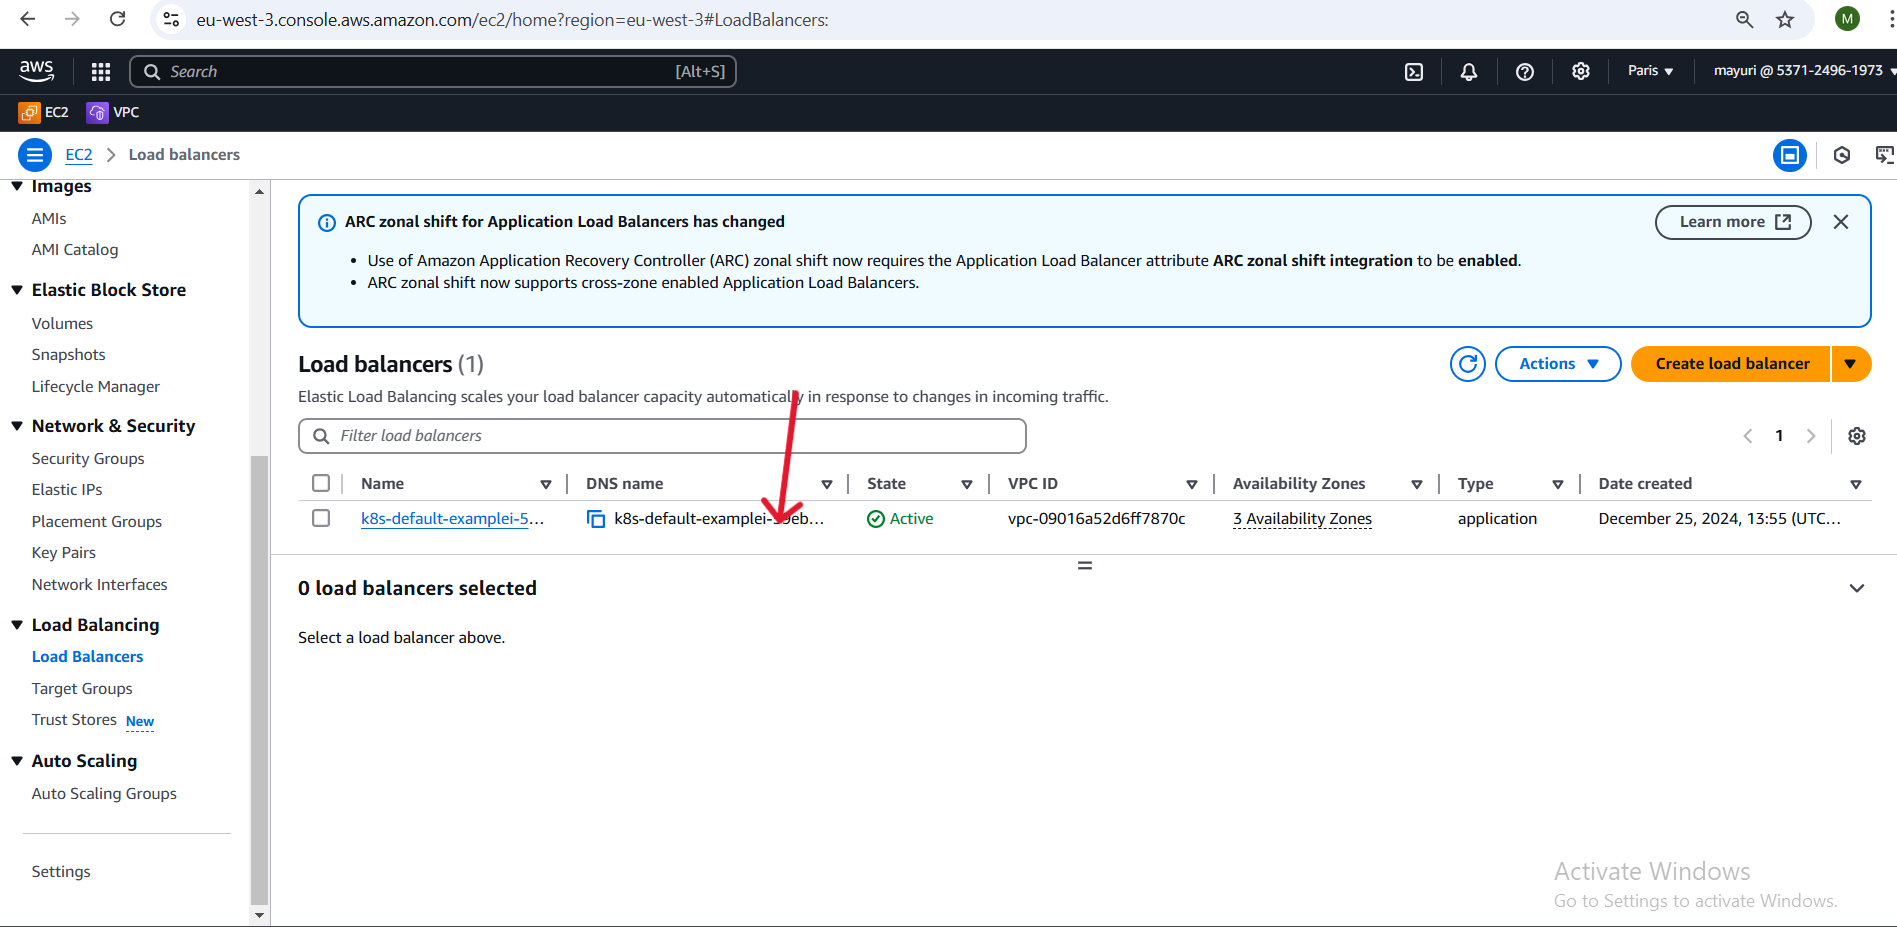 eu-west-3.console.aws.amazon.com/ec2/home?region=eu-west-3#LoadBalancers:
M
aws
Search
[Alt+S]
Paris
mayuri @ 5371-2496-1973
EC2
VPC
EC2 > Load balancers
Images
AMIs
AMI Catalog
Elastic Block Store
Volumes
Snapshots
Lifecycle Manager
Network & Security
Security Groups
Elastic IPs
Placement Groups
Key Pairs
Network Interfaces
Load Balancing
Load Balancers
Target Groups
Trust Stores New
Auto Scaling
Auto Scaling Groups
Settings
ARC zonal shift for Application Load Balancers has changed
Learn more
• Use of Amazon Application Recovery Controller (ARC) zonal shift now requires the Application Load Balancer attribute ARC zonal shift integration to be enabled.
• ARC zonal shift now supports cross-zone enabled Application Load Balancers.
Load balancers (1)
Actions
Create load balancer
Elastic Load Balancing scales your load balancer capacity automatically in response to changes in incoming traffic.
Filter load balancers
1
Name DNS name State VPC ID Availability Zones Type Date created
k8s-default-examplei-5... k8s-default-examplei-59eb... Active vpc-09016a52d6ff7870c 3 Availability Zones application December 25, 2024, 13:55 (UTC...
0 load balancers selected
Select a load balancer above.
Activate Windows
Go to Settings to activate Windows.